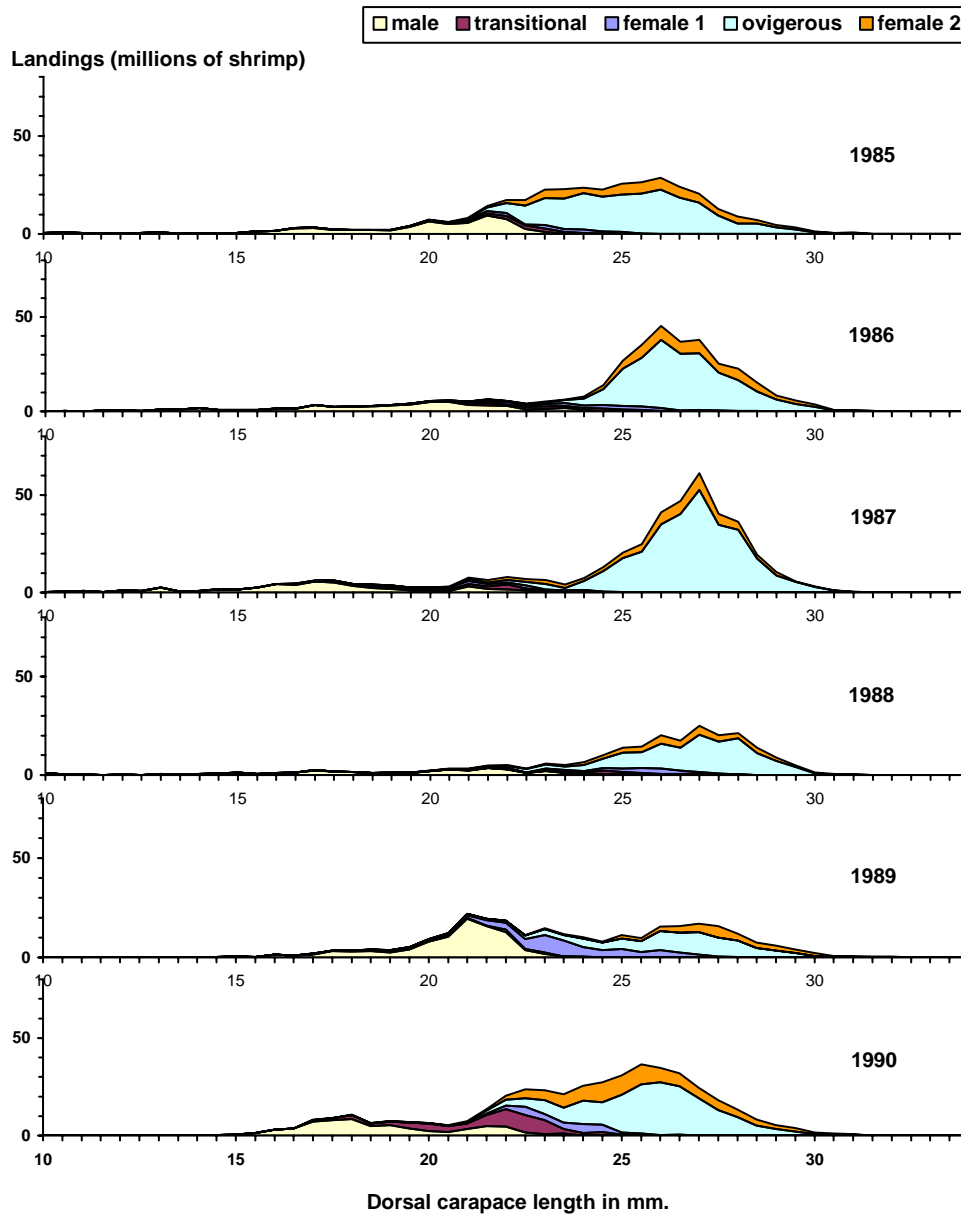 male transitional female 1 ovigerous female 2
Landings (millions of shrimp)
50
1985
0
10 15 20 25 30
50
1986
0
10 15 20 25 30
50
1987
0
10 15 20 25 30
50
1988
0
10 15 20 25 30
50
1989
0
10 15 20 25 30
50
1990
0
10 15 20 25 30
Dorsal carapace length in mm.